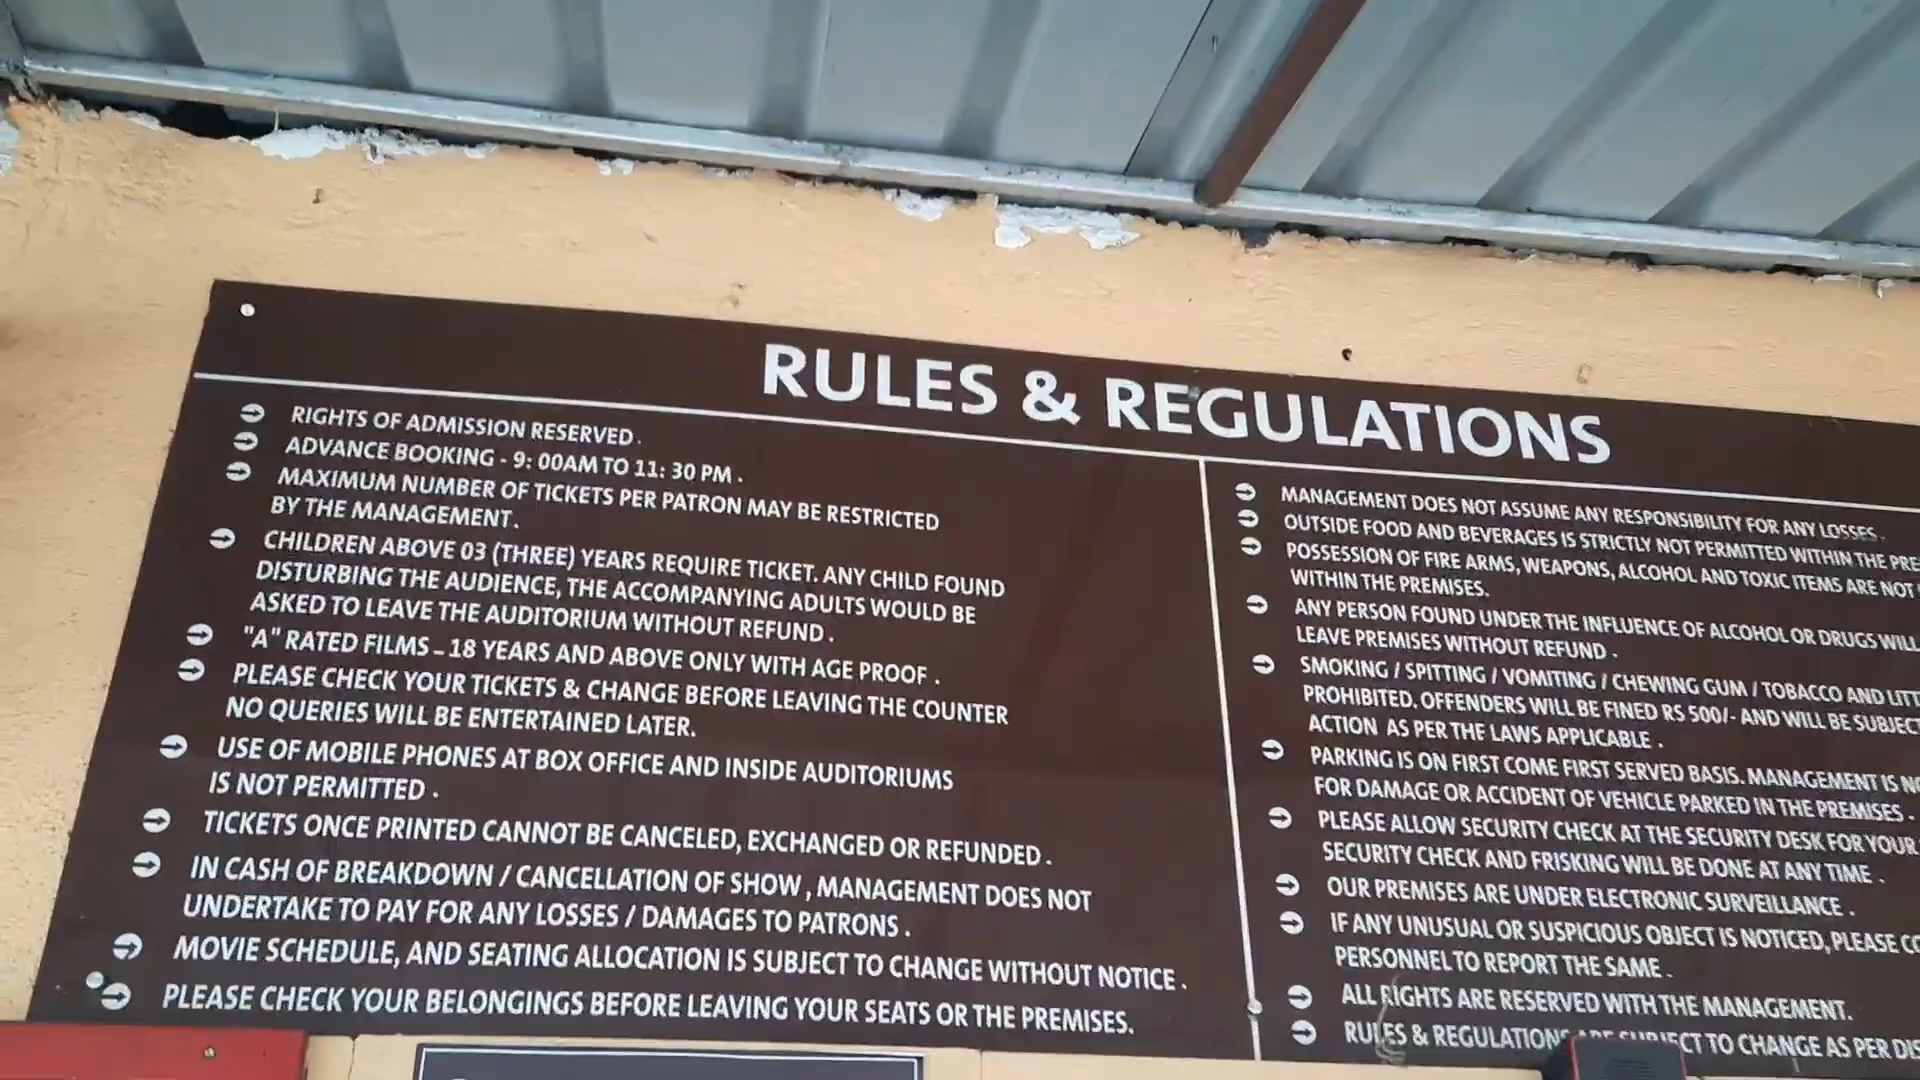 RULES & REGULATIONS
RIGHTS OF ADMISSION RESERVED.
ADVANCE BOOKING - 9: 00AM TO 11: 30 PM.
MAXIMUM NUMBER OF TICKETS PER PATRON MAY BE RESTRICTED
BY THE MANAGEMENT.
CHILDREN ABOVE 03 (THREE) YEARS REQUIRE TICKET. ANY CHILD FOUND
DISTURBING THE AUDIENCE, THE ACCOMPANYING ADULTS WOULD BE
ASKED TO LEAVE THE AUDITORIUM WITHOUT REFUND.
"A" RATED FILMS - 18 YEARS AND ABOVE ONLY WITH AGE PROOF.
PLEASE CHECK YOUR TICKETS & CHANGE BEFORE LEAVING THE COUNTER
NO QUERIES WILL BE ENTERTAINED LATER.
USE OF MOBILE PHONES AT BOX OFFICE AND INSIDE AUDITORIUMS
IS NOT PERMITTED.
TICKETS ONCE PRINTED CANNOT BE CANCELED, EXCHANGED OR REFUNDED.
IN CASH OF BREAKDOWN / CANCELLATION OF SHOW, MANAGEMENT DOES NOT
UNDERTAKE TO PAY FOR ANY LOSSES / DAMAGES TO PATRONS.
MOVIE SCHEDULE, AND SEATING ALLOCATION IS SUBJECT TO CHANGE WITHOUT NOTICE.
PLEASE CHECK YOUR BELONGINGS BEFORE LEAVING YOUR SEATS OR THE PREMISES.
MANAGEMENT DOES NOT ASSUME ANY RESPONSIBILITY FOR ANY LOSSES.
OUTSIDE FOOD AND BEVERAGES IS STRICTLY NOT PERMITTED WITHIN THE
POSSESSION OF FIRE ARMS, WEAPONS, ALCOHOL AND TOXIC ITEMS ARE NOT
WITHIN THE PREMISES.
ANY PERSON FOUND UNDER THE INFLUENCE OF ALCOHOL OR DRUGS WILL
LEAVE PREMISES WITHOUT REFUND.
SMOKING / SPITTING / VOMITING / CHEWING GUM / TOBACCO AND
PROHIBITED. OFFENDERS WILL BE FINED RS 500/- AND WILL BE SUBJECT
ACTION AS PER THE LAWS APPLICABLE.
PARKING IS ON FIRST COME FIRST SERVED BASIS. MANAGEMENT IS
FOR DAMAGE OR ACCIDENT OF VEHICLE PARKED IN THE PREMISES.
PLEASE ALLOW SECURITY CHECK AT THE SECURITY DESK FOR YOUR
SECURITY CHECK AND FRISKING WILL BE DONE AT ANY TIME.
OUR PREMISES ARE UNDER ELECTRONIC SURVEILLANCE.
IF ANY UNUSUAL OR SUSPICIOUS OBJECT IS NOTICED, PLEASE
PERSONNEL TO REPORT THE SAME.
ALL RIGHTS ARE RESERVED WITH THE MANAGEMENT.
RULES & REGULATIONS ARE SUBJECT TO CHANGE AS PER